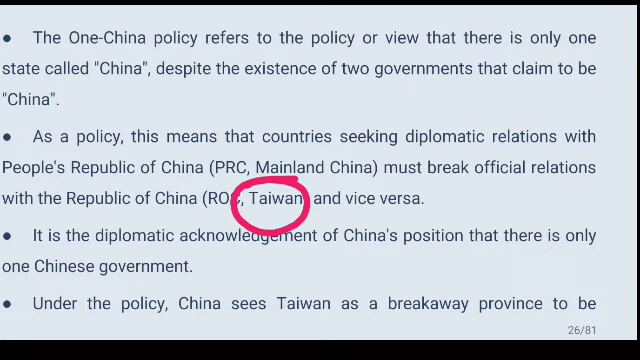 ● The One-China policy refers to the policy or view that there is only one
state called "China", despite the existence of two governments that claim to be
"China".
● As a policy, this means that countries seeking diplomatic relations with
People's Republic of China (PRC, Mainland China) must break official relations
with the Republic of China (ROC, Taiwan) and vice versa.
● It is the diplomatic acknowledgement of China's position that there is only
one Chinese government.
● Under the policy, China sees Taiwan as a breakaway province to be
26/81